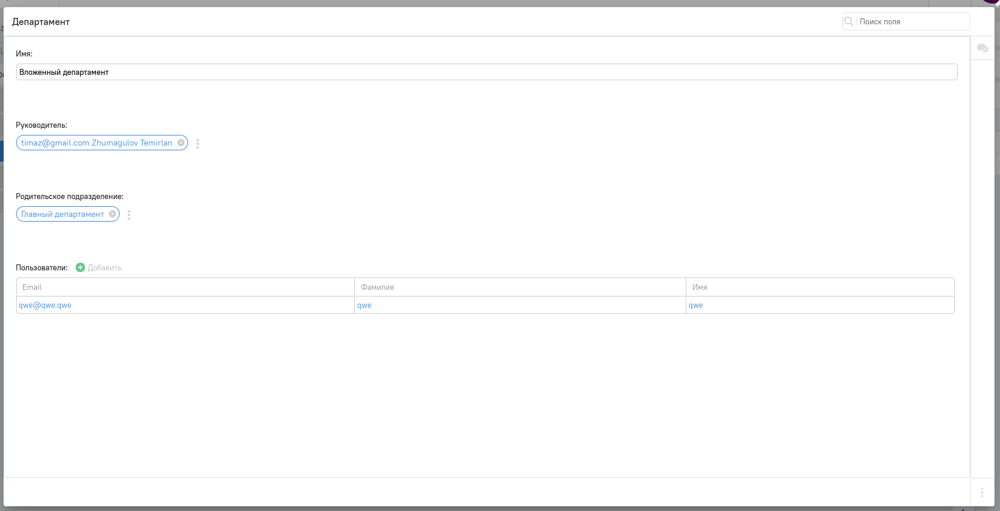 Департамент
Поиск поля
Имя:
Вложенный департамент
Руководитель:
timaz@gmail.com Zhumagulov Temirlan
Родительское подразделение:
Главный департамент
Пользователи: Добавить
Email Фамилия Имя
qwe@qwe.qwe qwe qwe